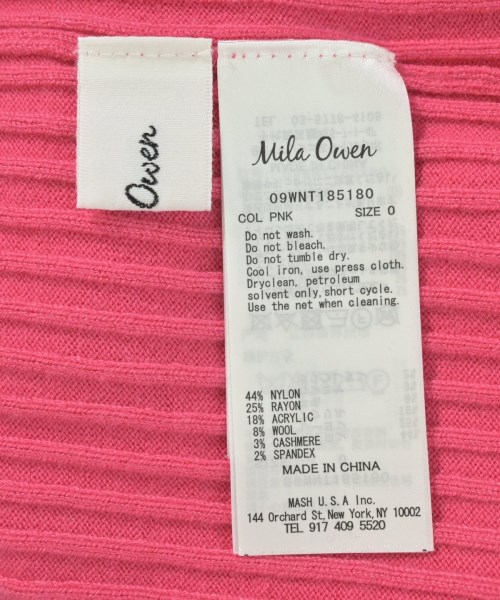 Owen
Mila Owen
09WNT185180
COL PNK SIZE 0
Do not wash.
Do not bleach.
Do not tumble dry.
Cool iron, use press cloth.
Dryclean, petroleum
solvent only, short cycle.
Use the net when cleaning.
44% NYLON
25% RAYON
18% ACRYLIC
8% WOOL
3% CASHMERE
2% SPANDEX
MADE IN CHINA
MASH U.S.A Inc.
144 Orchard St, New York, NY 10002
TEL 917 409 5520